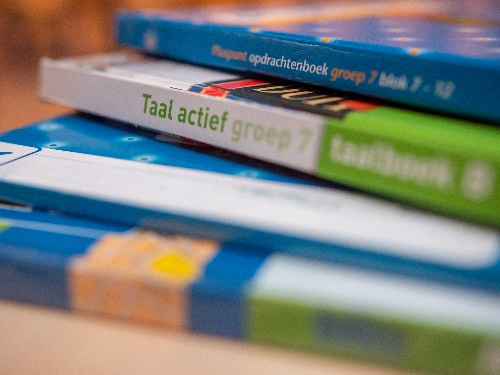 Pluspunt opdrachtenboek groep 7 blok 7 - 12
Taal actief groep 7 taalboek B